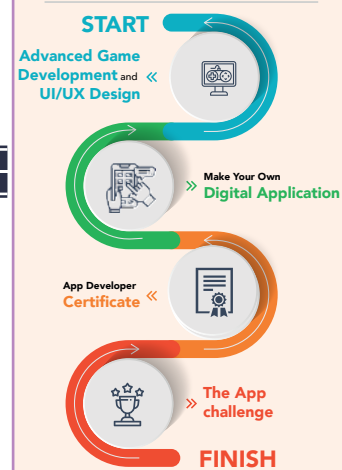 START
Advanced Game
Development and «
UI/UX Design
» Make Your Own
Digital Application
App Developer
Certificate «
» The App
challenge
FINISH